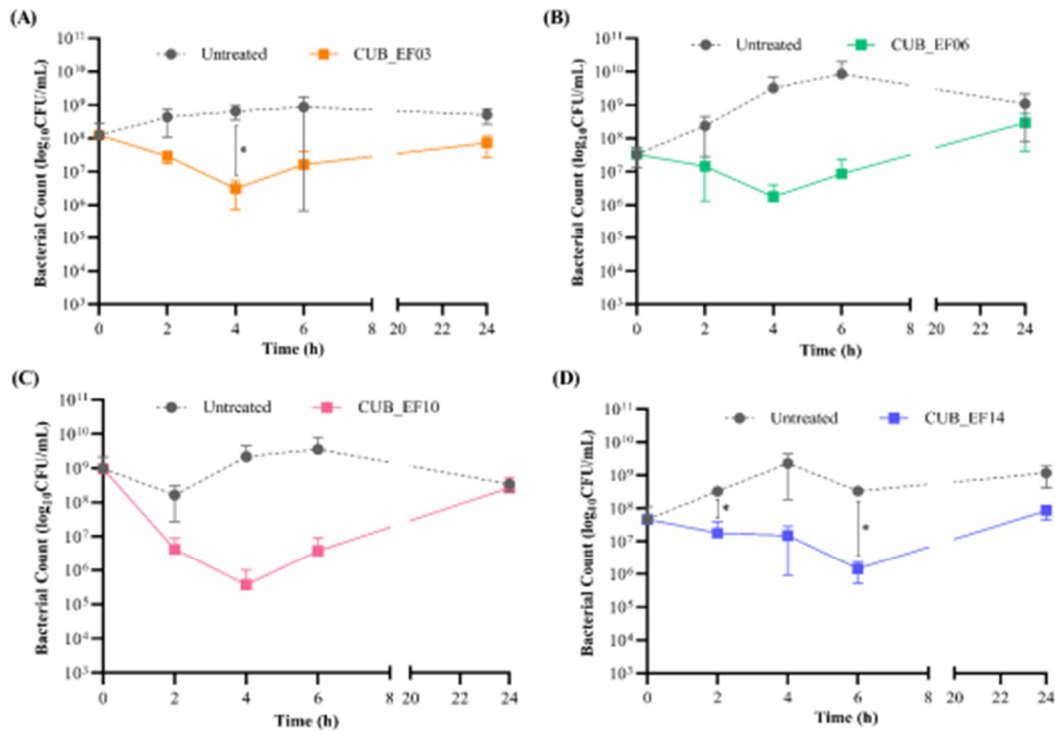 (A)
Untreated CUB_EF03
Bacterial Count (log₁₀CFU/mL)
10¹¹
10¹⁰
10⁹
10⁸
10⁷
10⁶
10⁵
10⁴
10³
*
0 2 4 6 8 20 22 24
Time (h)
(B)
Untreated CUB_EF06
Bacterial Count (log₁₀CFU/mL)
10¹¹
10¹⁰
10⁹
10⁸
10⁷
10⁶
10⁵
10⁴
10³
0 2 4 6 8 20 22 24
Time (h)
(C)
Untreated CUB_EF10
Bacterial Count (log₁₀CFU/mL)
10¹¹
10¹⁰
10⁹
10⁸
10⁷
10⁶
10⁵
10⁴
10³
0 2 4 6 8 20 22 24
Time (h)
(D)
Untreated CUB_EF14
Bacterial Count (log₁₀CFU/mL)
10¹¹
10¹⁰
10⁹
10⁸
10⁷
10⁶
10⁵
10⁴
10³
* *
0 2 4 6 8 20 22 24
Time (h)